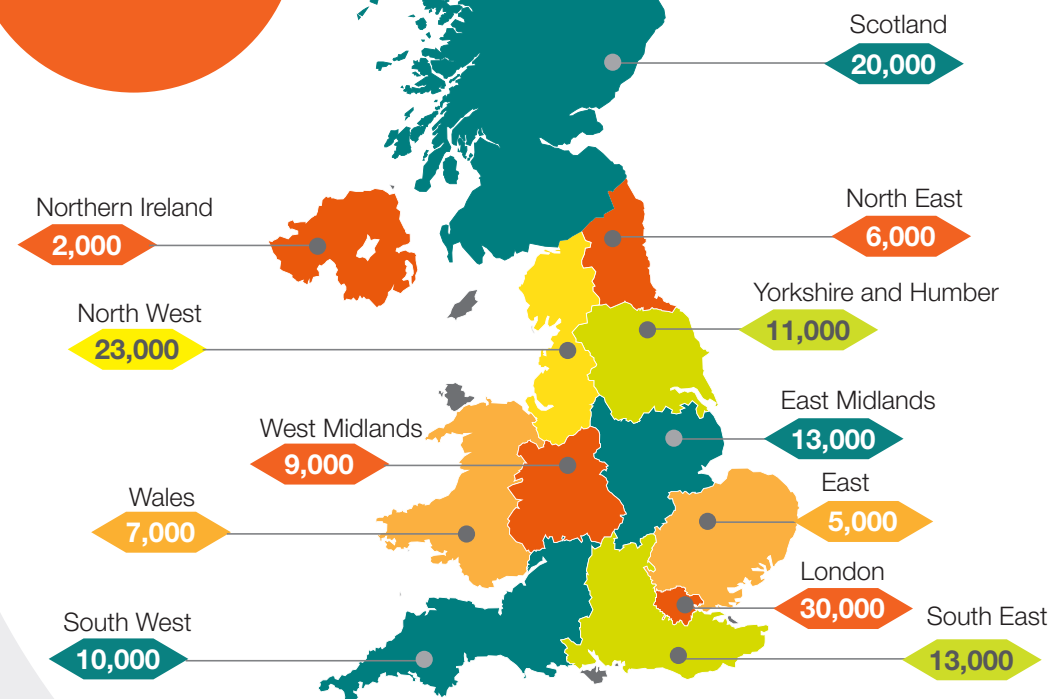 Scotland
20,000
Northern Ireland
2,000
North East
6,000
Yorkshire and Humber
11,000
North West
23,000
East Midlands
13,000
West Midlands
9,000
East
5,000
Wales
7,000
London
30,000
South East
13,000
South West
10,000